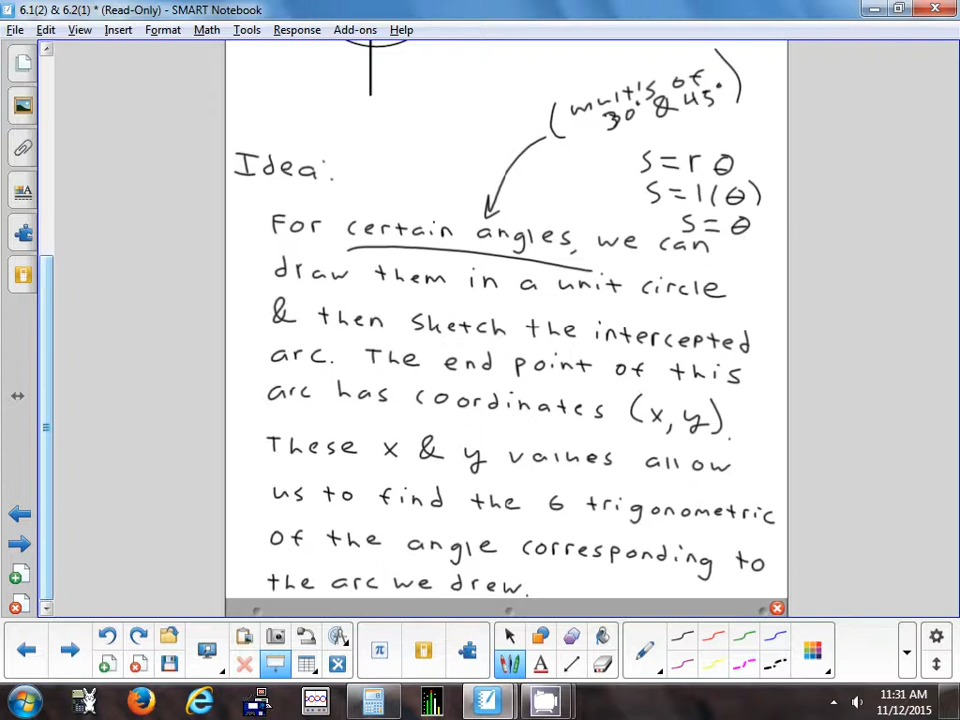 6.1(2) & 6.2(1) * (Read-Only) - SMART Notebook
File Edit View Insert Format Math Tools Response Add-ons Help
(mult's of
30° & 45°)
Idea:
s = r θ
s = 1(θ)
s = θ
For certain angles, we can
draw them in a unit circle
& then sketch the intercepted
arc. The end point of this
arc has coordinates (x, y).
These x & y values allow
us to find the 6 trigonometric
of the angle corresponding to
the arc we drew.
11:31 AM
11/12/2015